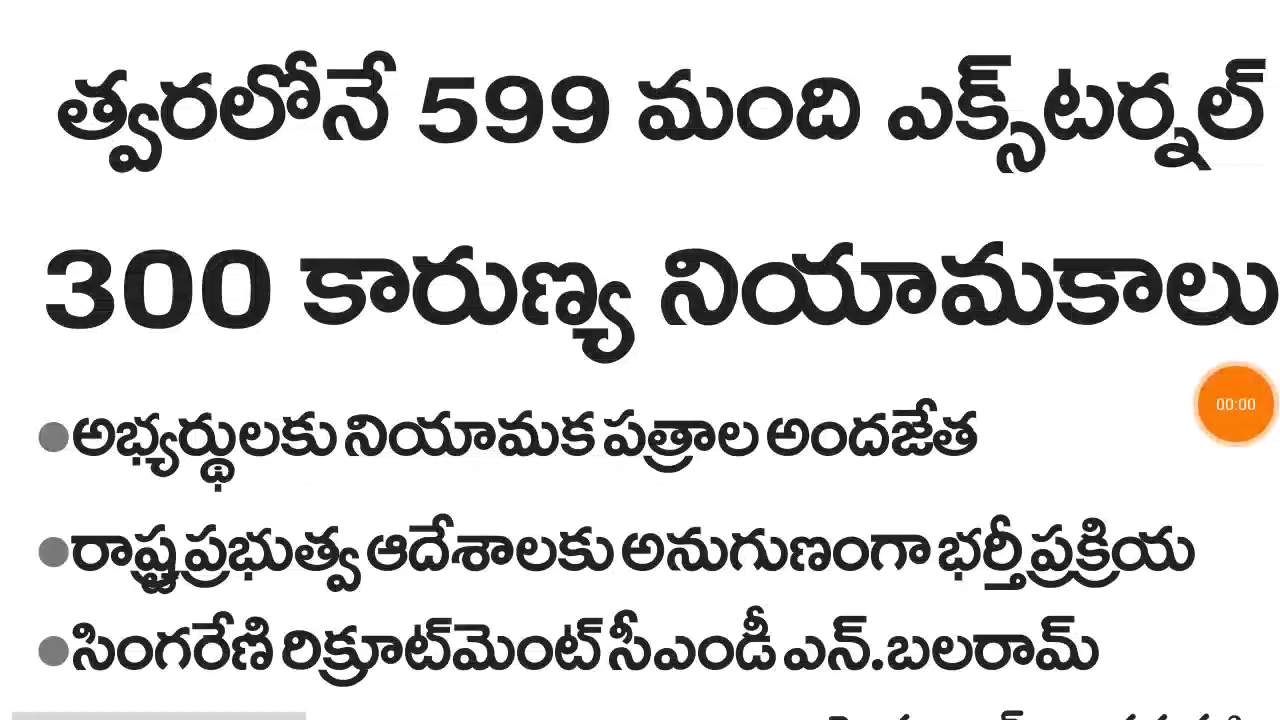 త్వరలోనే 599 మంది ఎక్స్‌టర్నల్
300 కారుణ్య నియామకాలు
00:00
●అభ్యర్థులకు నియామక పత్రాల అందజేత
●రాష్ట్ర ప్రభుత్వ ఆదేశాలకు అనుగుణంగా భర్తీ ప్రక్రియ
●సింగరేణి రిక్రూట్‌మెంట్ సీఎండీ ఎన్.బలరామ్